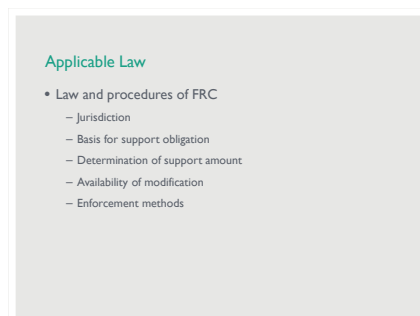 Applicable Law
• Law and procedures of FRC
– Jurisdiction
– Basis for support obligation
– Determination of support amount
– Availability of modification
– Enforcement methods